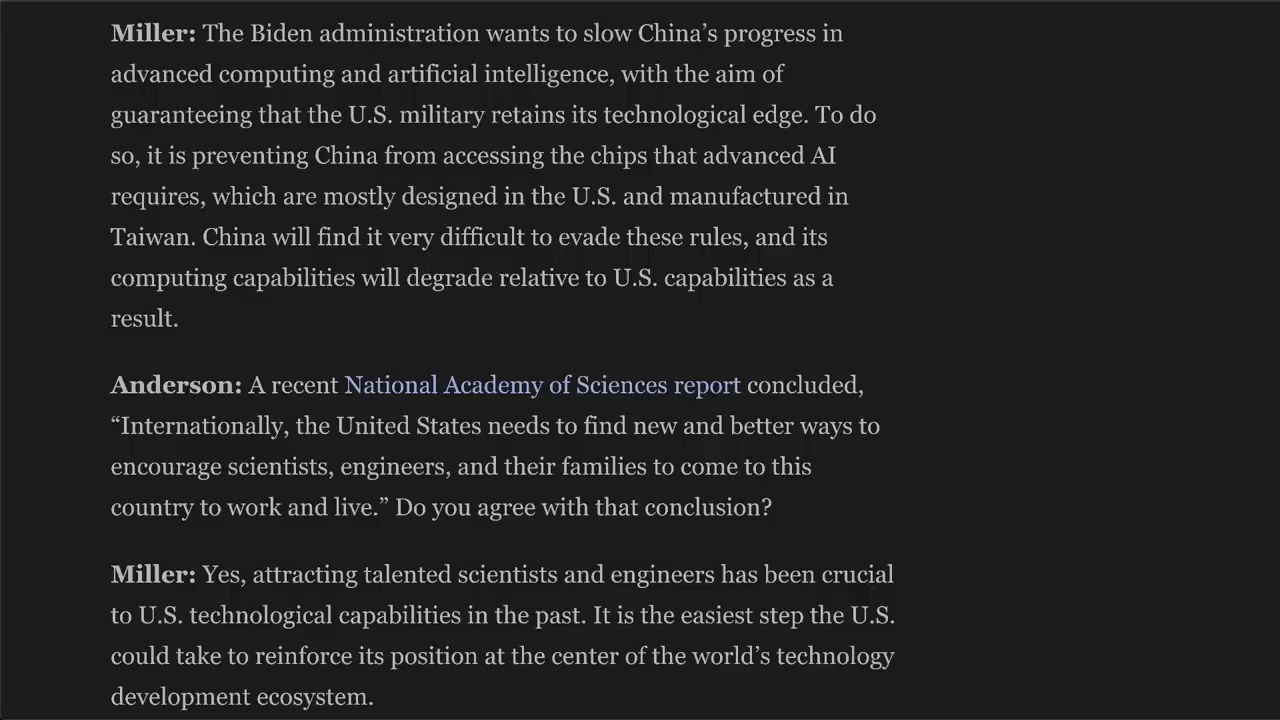 Miller: The Biden administration wants to slow China’s progress in
advanced computing and artificial intelligence, with the aim of
guaranteeing that the U.S. military retains its technological edge. To do
so, it is preventing China from accessing the chips that advanced AI
requires, which are mostly designed in the U.S. and manufactured in
Taiwan. China will find it very difficult to evade these rules, and its
computing capabilities will degrade relative to U.S. capabilities as a
result.
Anderson: A recent National Academy of Sciences report concluded,
“Internationally, the United States needs to find new and better ways to
encourage scientists, engineers, and their families to come to this
country to work and live.” Do you agree with that conclusion?
Miller: Yes, attracting talented scientists and engineers has been crucial
to U.S. technological capabilities in the past. It is the easiest step the U.S.
could take to reinforce its position at the center of the world’s technology
development ecosystem.